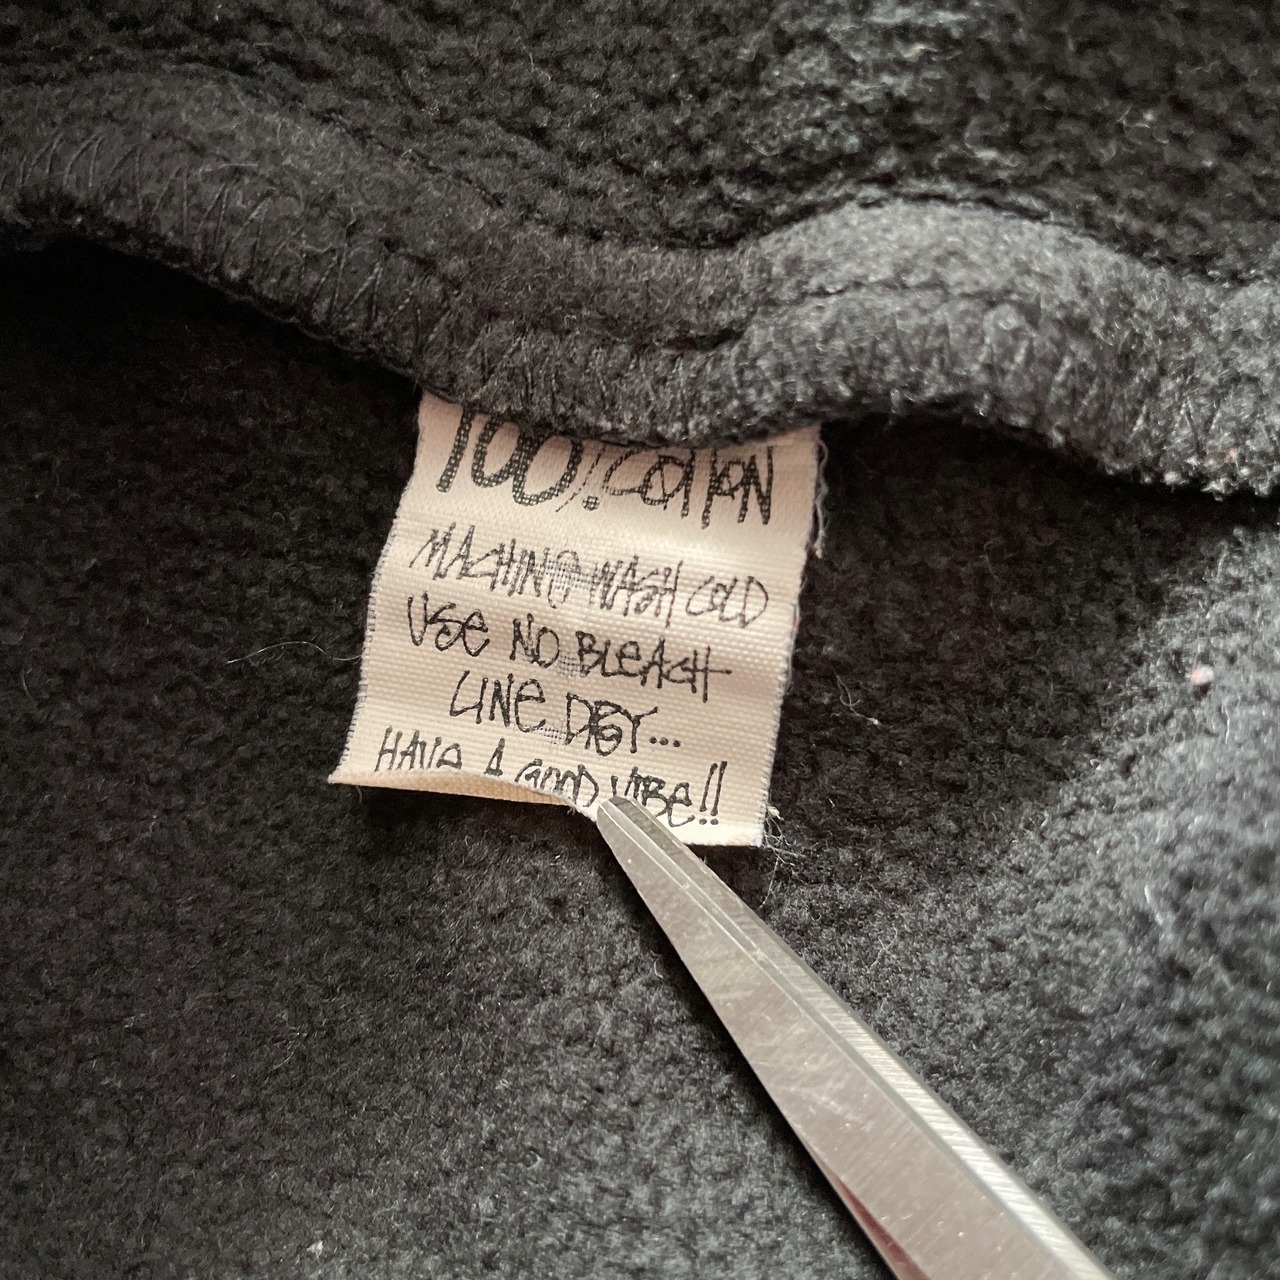 100% COTTON
MACHINE WASH COLD
USE NO BLEACH
LINE DRY...
HAVE A GOOD VIBE!!